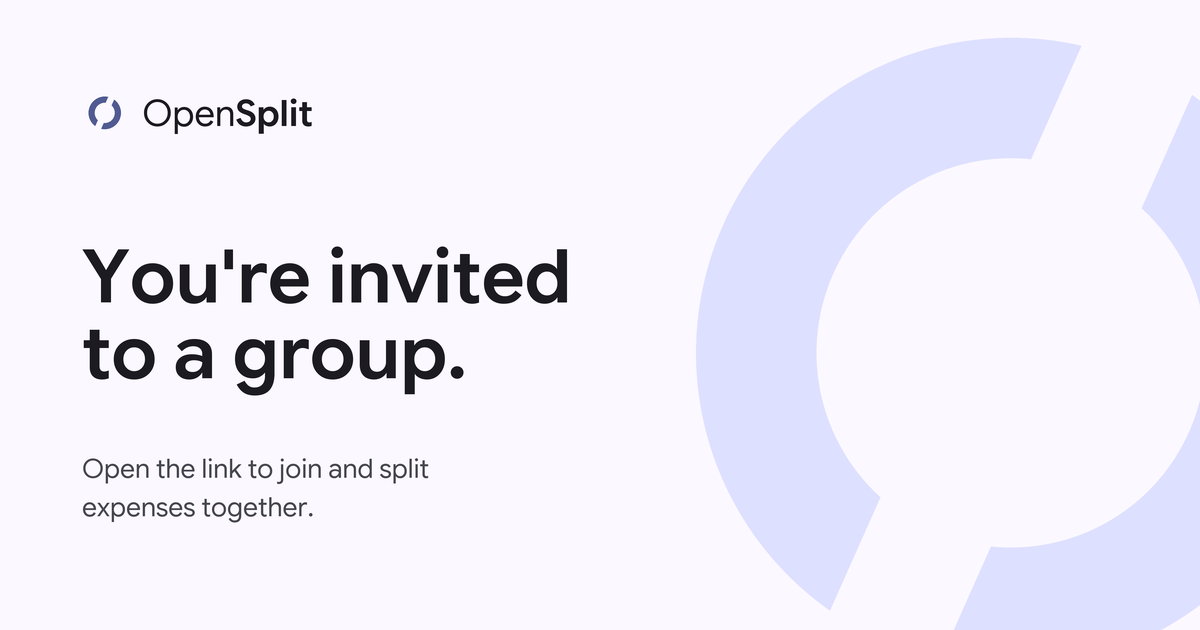 OpenSplit
You're invited
to a group.
Open the link to join and split
expenses together.